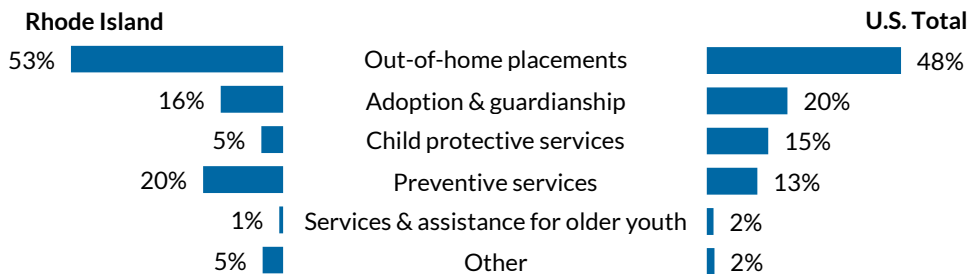 Rhode Island U.S. Total
53% Out-of-home placements 48%
16% Adoption & guardianship 20%
5% Child protective services 15%
20% Preventive services 13%
1% Services & assistance for older youth 2%
5% Other 2%